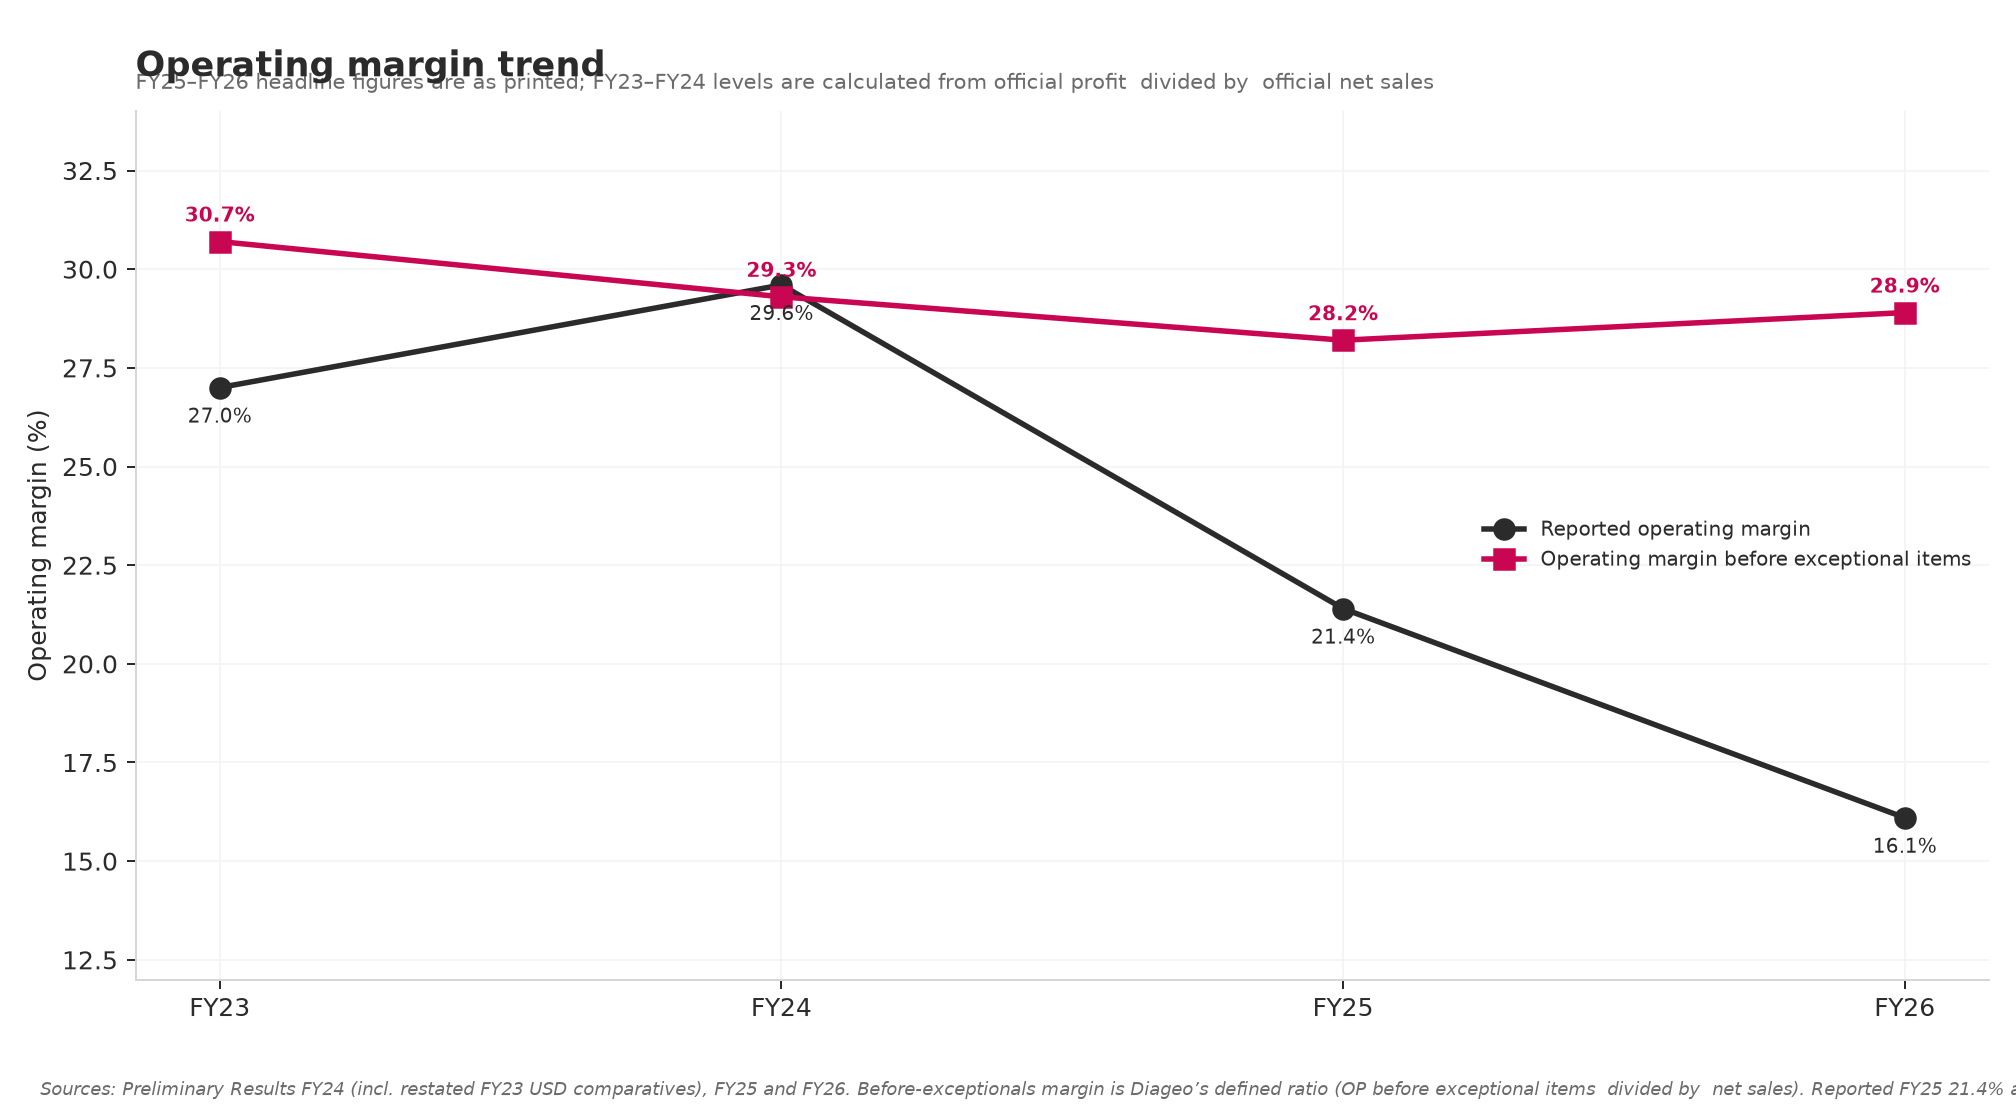 Operating margin trend
FY25–FY26 headline figures are as printed; FY23–FY24 levels are calculated from official profit  divided by  official net sales
Operating margin (%)
32.5
30.0
27.5
25.0
22.5
20.0
17.5
15.0
12.5
30.7%
29.3%
28.2%
28.9%
27.0%
29.6%
21.4%
16.1%
Reported operating margin
Operating margin before exceptional items
FY23
FY24
FY25
FY26
Sources: Preliminary Results FY24 (incl. restated FY23 USD comparatives), FY25 and FY26. Before-exceptionals margin is Diageo’s defined ratio (OP before exceptional items  divided by  net sales). Reported FY25 21.4%